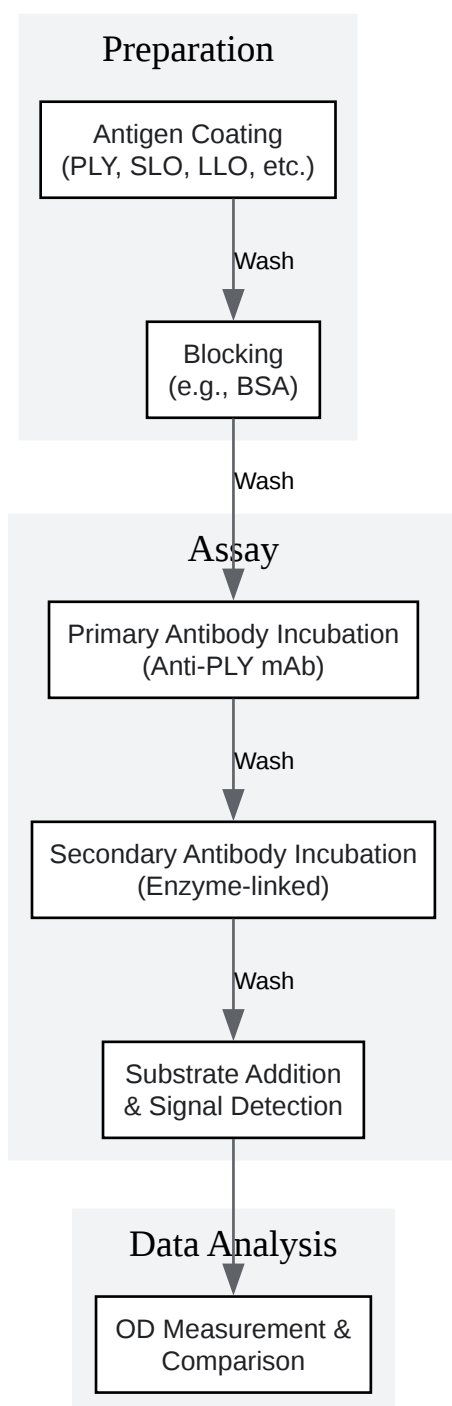 Preparation
Antigen Coating
(PLY, SLO, LLO, etc.)
Wash
Blocking
(e.g., BSA)
Wash
Assay
Primary Antibody Incubation
(Anti-PLY mAb)
Wash
Secondary Antibody Incubation
(Enzyme-linked)
Wash
Substrate Addition
& Signal Detection
Data Analysis
OD Measurement &
Comparison